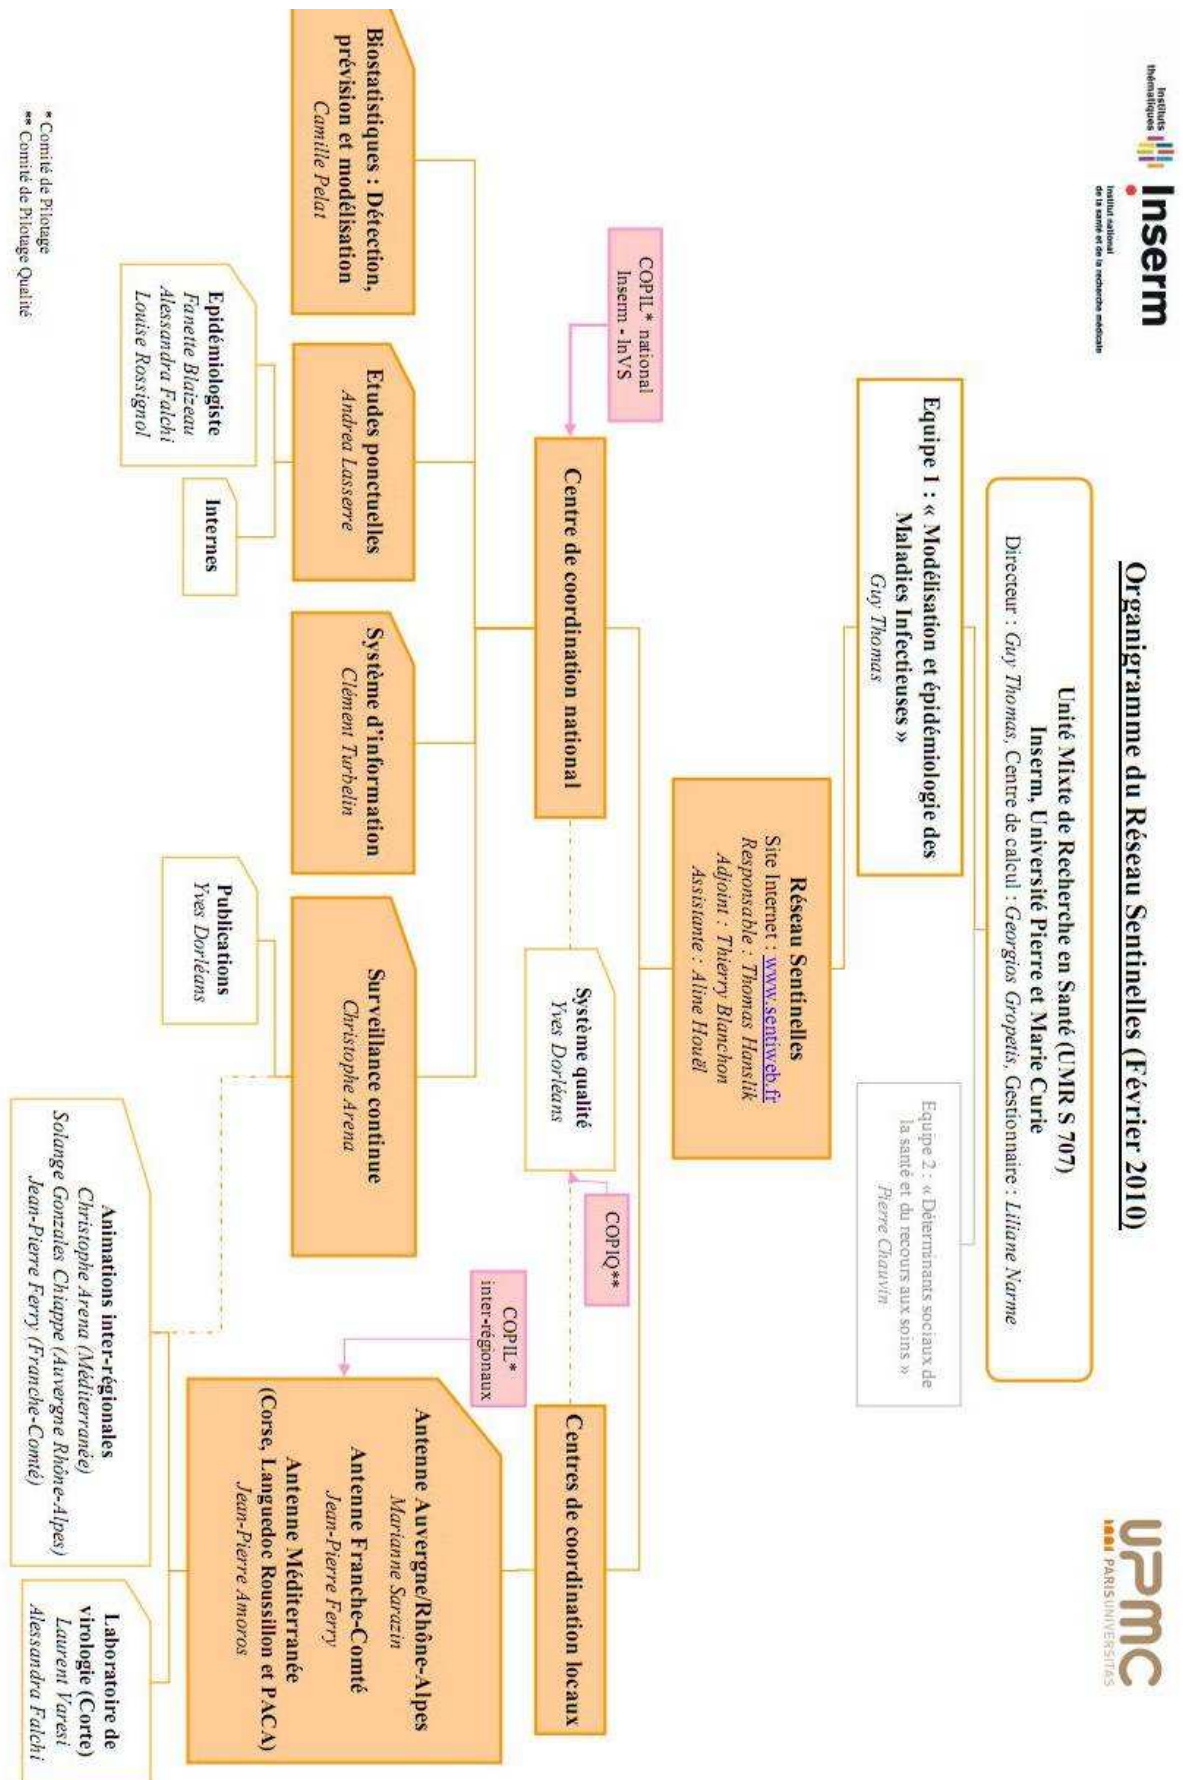 Instituts
thématiques
Inserm
Institut national
de la santé et de la recherche médicale
Organigramme du Réseau Sentinelles (Février 2010)
UPMC
PARISUNIVERSITAS
Unité Mixte de Recherche en Santé (UMR S 707)
Inserm, Université Pierre et Marie Curie
Directeur : Guy Thomas, Centre de calcul : Georgios Gropetis, Gestionnaire : Liliane Narme
Equipe 1 : « Modélisation et épidémiologie des
Maladies Infectieuses »
Guy Thomas
Equipe 2 : « Déterminants sociaux de
la santé et du recours aux soins »
Pierre Chauvin
Réseau Sentinelles
Site Internet : www.sentiweb.fr
Responsable : Thomas Hanslik
Adjoint : Thierry Blanchon
Assistante : Aline Houël
COPIL* national
Inserm - InVS
Centre de coordination national
Système qualité
Yves Dorléans
COPIQ**
Centres de coordination locaux
COPIL*
inter-régionaux
Biostatistiques : Détection,
prévision et modélisation
Camille Pelat
Etudes ponctuelles
Andrea Lasserre
Système d'information
Clément Turbelin
Surveillance continue
Christophe Arena
Antenne Auvergne/Rhône-Alpes
Marianne Sarazin
Antenne Franche-Comté
Jean-Pierre Ferry
Antenne Méditerranée
(Corse, Languedoc Roussillon et PACA)
Jean-Pierre Amoros
Epidémiologiste
Fanette Blaizeau
Alessandra Falchi
Louise Rossignol
Internes
Publications
Yves Dorléans
Animations inter-régionales
Christophe Arena (Méditerranée)
Solange Gonzales Chiappe (Auvergne Rhône-Alpes)
Jean-Pierre Ferry (Franche-Comté)
Laboratoire de
virologie (Corte)
Laurent Varesi
Alessandra Falchi
* Comité de Pilotage
** Comité de Pilotage Qualité